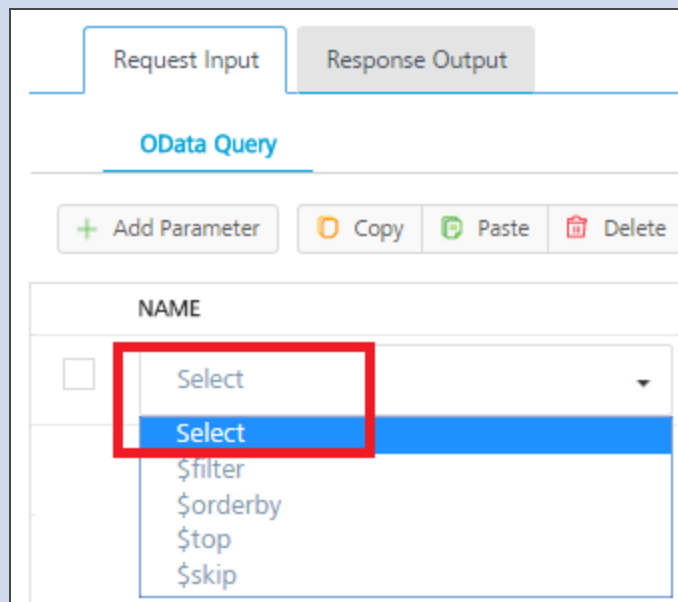 Request Input Response Output
OData Query
Add Parameter Copy Paste Delete
NAME
Select
Select
$filter
$orderby
$top
$skip